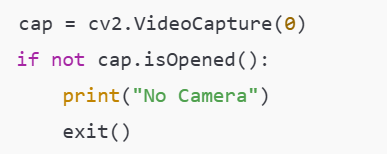 cap = cv2.VideoCapture(0)
if not cap.isOpened():
    print("No Camera")
    exit()